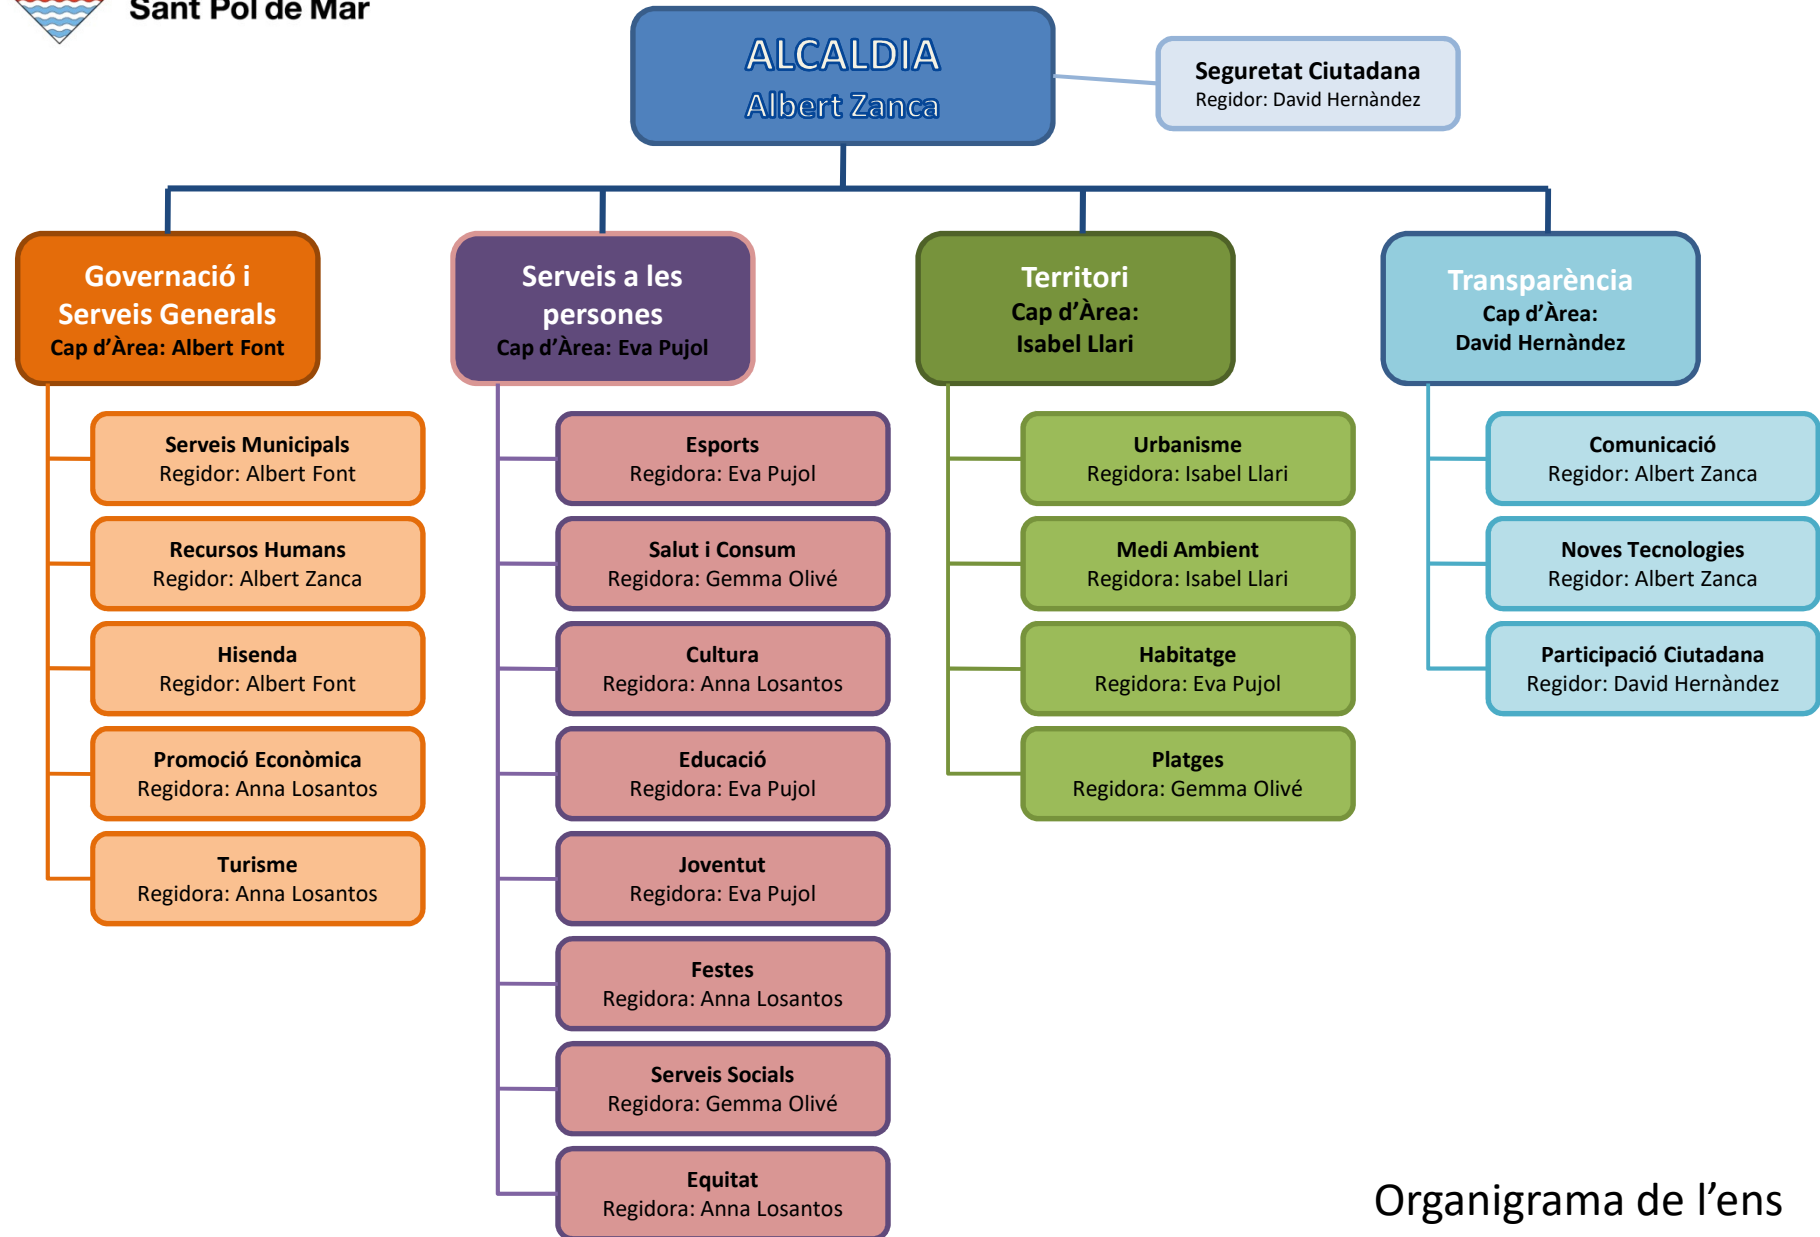 Sant Pol de Mar
ALCALDIA
Albert Zanca
Seguretat Ciutadana
Regidor: David Hernàndez
Governació i
Serveis Generals
Cap d’Àrea: Albert Font
Serveis Municipals
Regidor: Albert Font
Recursos Humans
Regidor: Albert Zanca
Hisenda
Regidor: Albert Font
Promoció Econòmica
Regidora: Anna Losantos
Turisme
Regidora: Anna Losantos
Serveis a les
persones
Cap d’Àrea: Eva Pujol
Esports
Regidora: Eva Pujol
Salut i Consum
Regidora: Gemma Olivé
Cultura
Regidora: Anna Losantos
Educació
Regidora: Eva Pujol
Joventut
Regidora: Eva Pujol
Festes
Regidora: Anna Losantos
Serveis Socials
Regidora: Gemma Olivé
Equitat
Regidora: Anna Losantos
Territori
Cap d’Àrea:
Isabel Llari
Urbanisme
Regidora: Isabel Llari
Medi Ambient
Regidora: Isabel Llari
Habitatge
Regidora: Eva Pujol
Platges
Regidora: Gemma Olivé
Transparència
Cap d’Àrea:
David Hernàndez
Comunicació
Regidor: Albert Zanca
Noves Tecnologies
Regidor: Albert Zanca
Participació Ciutadana
Regidor: David Hernàndez
Organigrama de l’ens